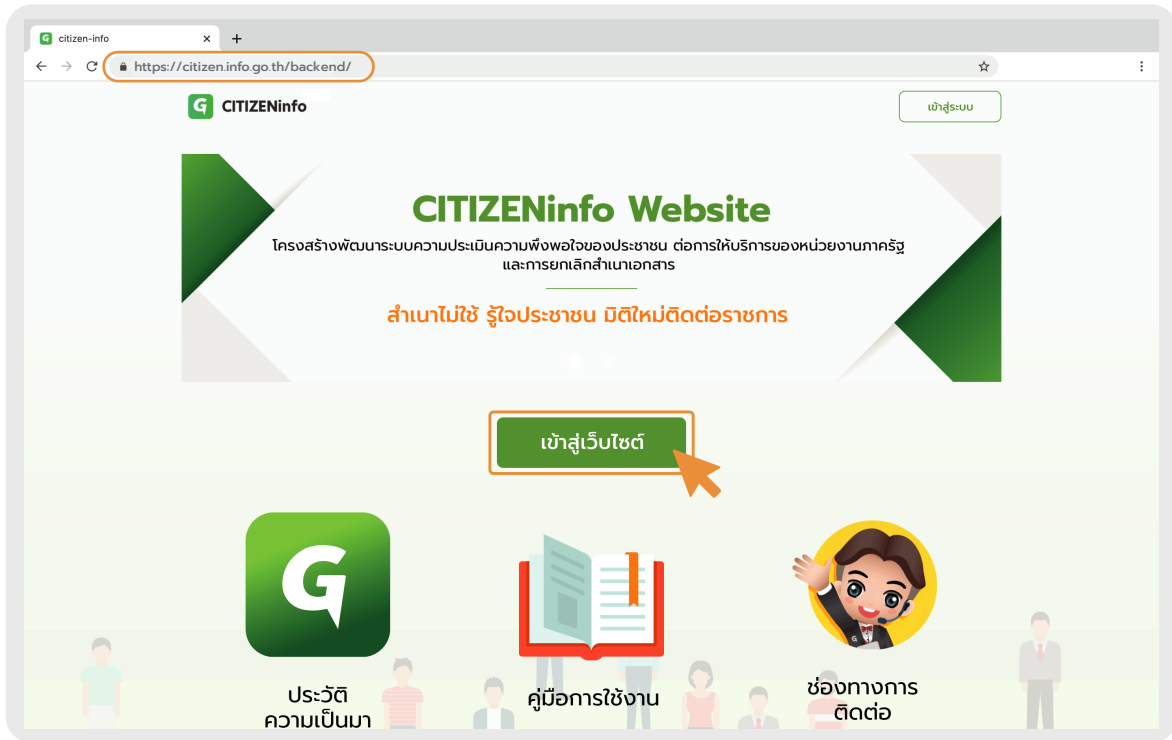 citizen-info
https://citizen.info.go.th/backend/
CITIZENinfo
เข้าสู่ระบบ
CITIZENinfo Website
โครงสร้างพัฒนาระบบความประเมินความพึงพอใจของประชาชน ต่อการให้บริการของหน่วยงานภาครัฐ
และการยกเลิกสำเนาเอกสาร
สำเนาไม่ใช้ รู้ใจประชาชน มิติใหม่ติดต่อราชการ
เข้าสู่เว็บไซต์
ประวัติ
ความเป็นมา
คู่มือการใช้งาน
ช่องทางการ
ติดต่อ